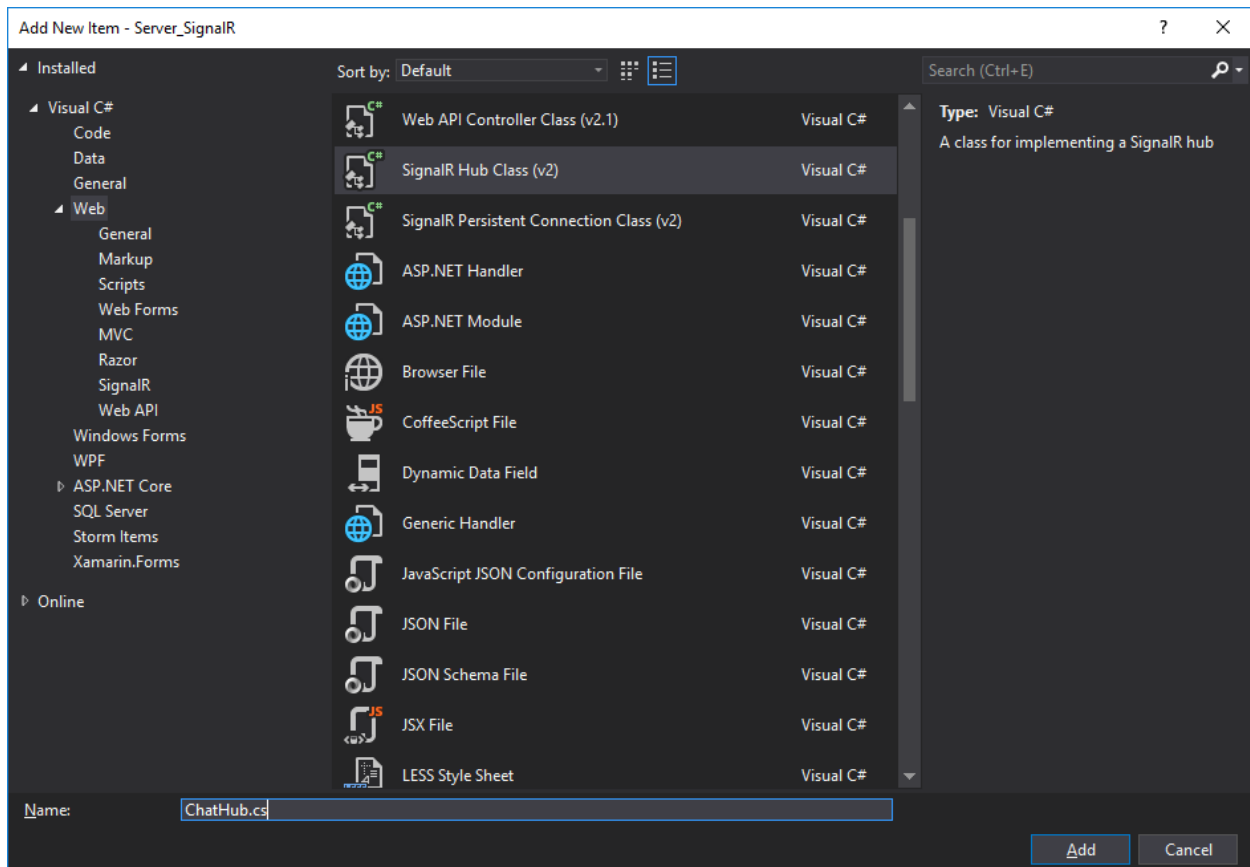 Add New Item - Server_SignalR
?
Installed
Visual C#
Code
Data
General
Web
General
Markup
Scripts
Web Forms
MVC
Razor
SignalR
Web API
Windows Forms
WPF
ASP.NET Core
SQL Server
Storm Items
Xamarin.Forms
Online
Sort by: Default
C# Web API Controller Class (v2.1) Visual C#
C# SignalR Hub Class (v2) Visual C#
C# SignalR Persistent Connection Class (v2) Visual C#
ASP.NET Handler Visual C#
ASP.NET Module Visual C#
Browser File Visual C#
JS CoffeeScript File Visual C#
Dynamic Data Field Visual C#
Generic Handler Visual C#
JavaScript JSON Configuration File Visual C#
JSON File Visual C#
JSON Schema File Visual C#
JS JSX File Visual C#
LESS LESS Style Sheet Visual C#
Search (Ctrl+E)
Type: Visual C#
A class for implementing a SignalR hub
Name: ChatHub.cs
Add Cancel